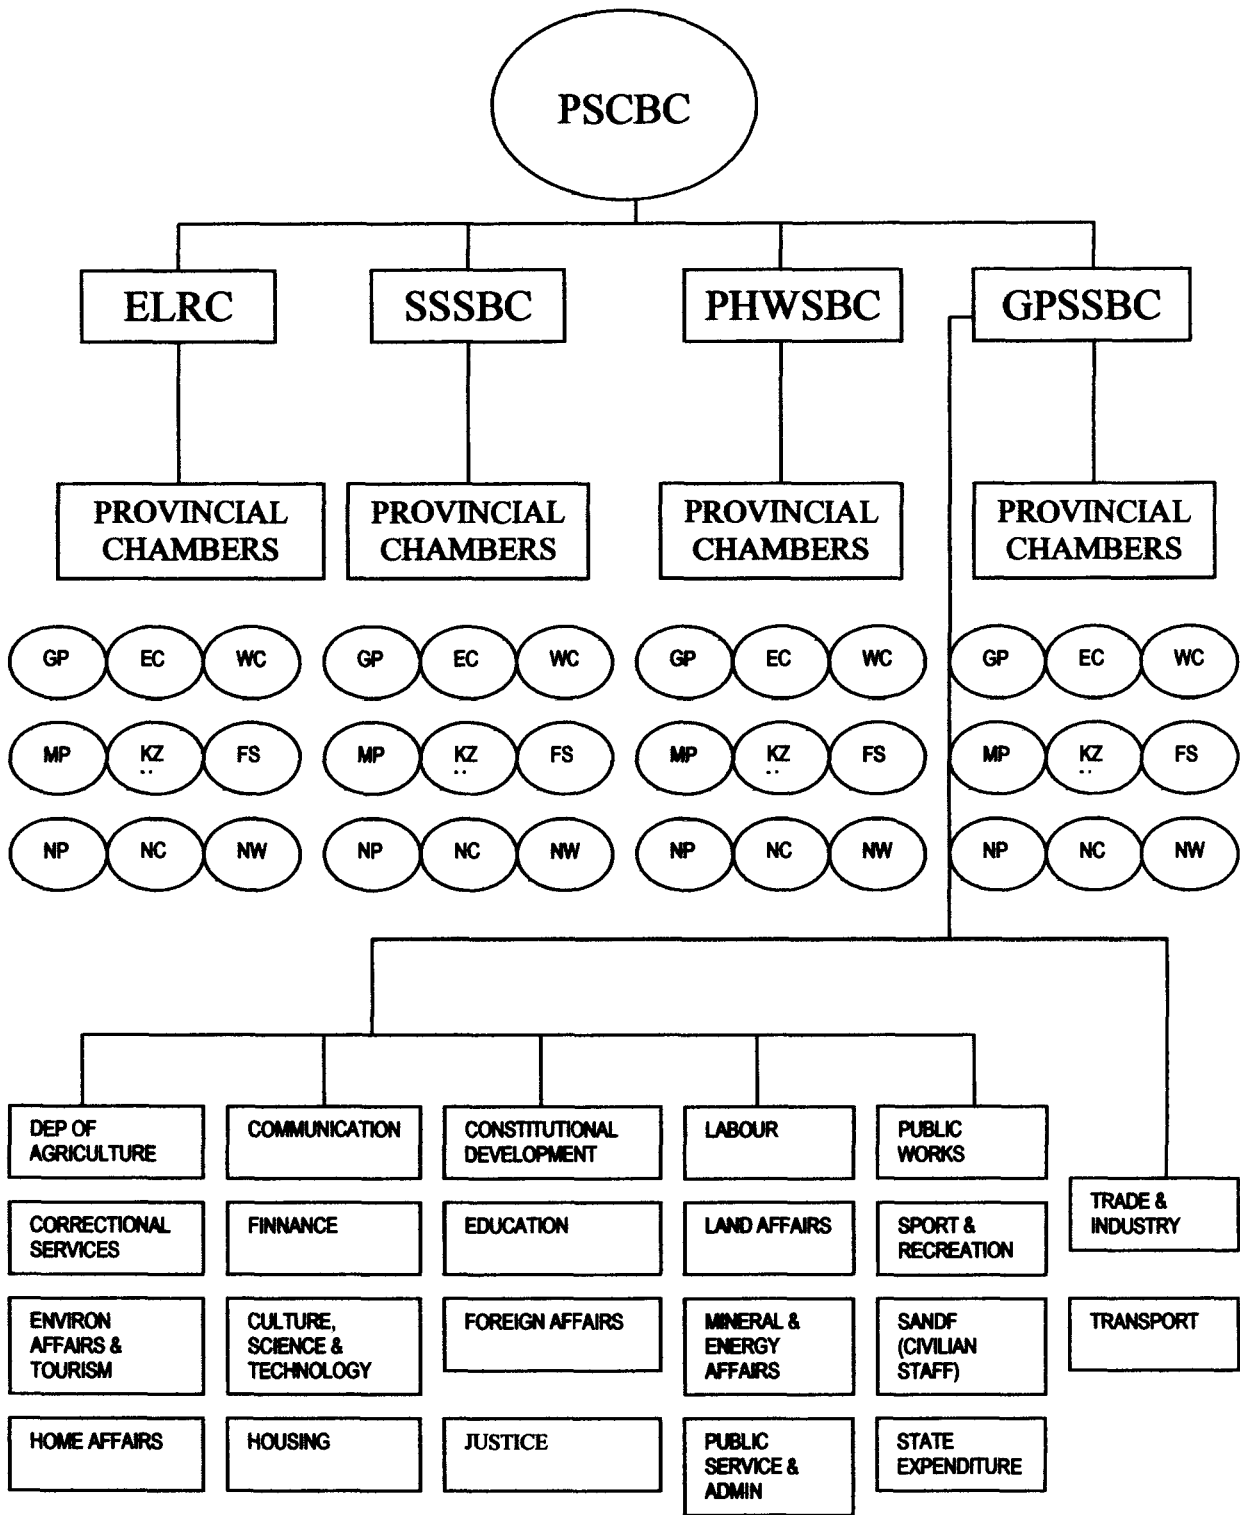 PSCBC
ELRC
SSSBC
PHWSBC
GPSSBC
PROVINCIAL
CHAMBERS
PROVINCIAL
CHAMBERS
PROVINCIAL
CHAMBERS
PROVINCIAL
CHAMBERS
GP EC WC GP EC WC GP EC WC GP EC WC
MP KZ FS MP KZ FS MP KZ FS MP KZ FS
NP NC NW NP NC NW NP NC NW NP NC NW
DEP OF
AGRICULTURE
COMMUNICATION
CONSTITUTIONAL
DEVELOPMENT
LABOUR
PUBLIC
WORKS
TRADE &
INDUSTRY
CORRECTIONAL
SERVICES
FINNANCE
EDUCATION
LAND AFFAIRS
SPORT &
RECREATION
ENVIRON
AFFAIRS &
TOURISM
CULTURE,
SCIENCE &
TECHNOLOGY
FOREIGN AFFAIRS
MINERAL &
ENERGY
AFFAIRS
SANDF
(CIVILIAN
STAFF)
TRANSPORT
HOME AFFAIRS
HOUSING
JUSTICE
PUBLIC
SERVICE &
ADMIN
STATE
EXPENDITURE